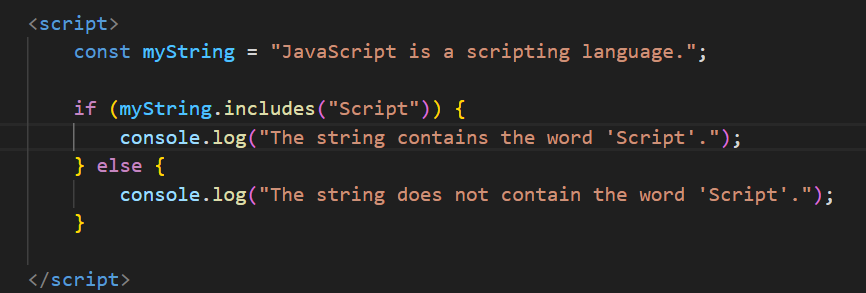 <script>
const myString = "JavaScript is a scripting language.";
if (myString.includes("Script")) {
console.log("The string contains the word 'Script'.");
} else {
console.log("The string does not contain the word 'Script'.");
}
</script>